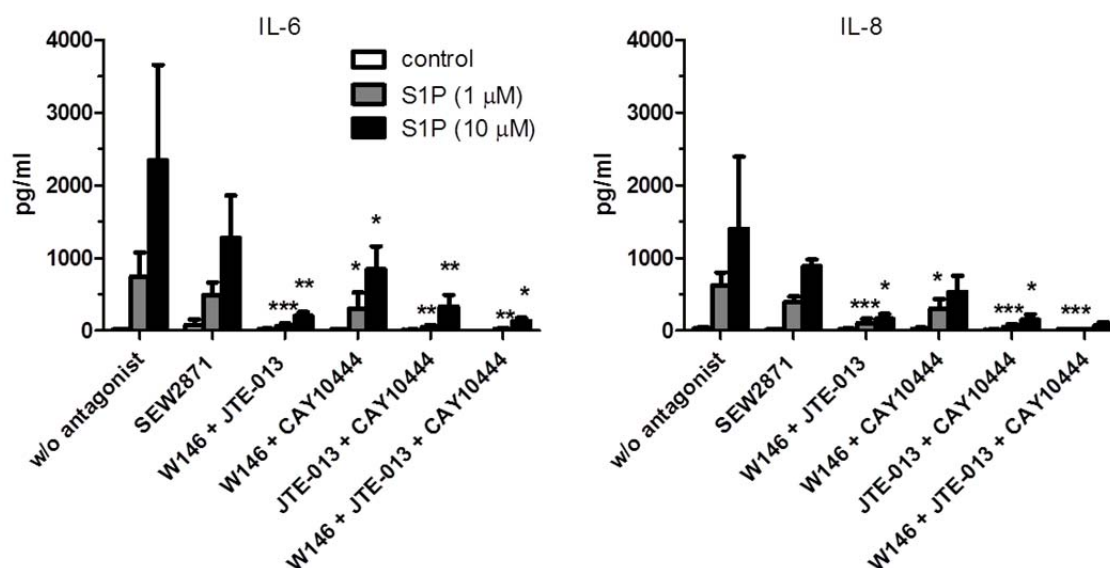 IL-6
4000
3000
2000
1000
0
pg/ml
control
S1P (1 μM)
S1P (10 μM)
*** ** * * ** ** ** *
w/o antagonist
SEW2871
W146 + JTE-013
W146 + CAY10444
JTE-013 + CAY10444
W146 + JTE-013 + CAY10444
IL-8
4000
3000
2000
1000
0
pg/ml
*** * * *** * ***
w/o antagonist
SEW2871
W146 + JTE-013
W146 + CAY10444
JTE-013 + CAY10444
W146 + JTE-013 + CAY10444